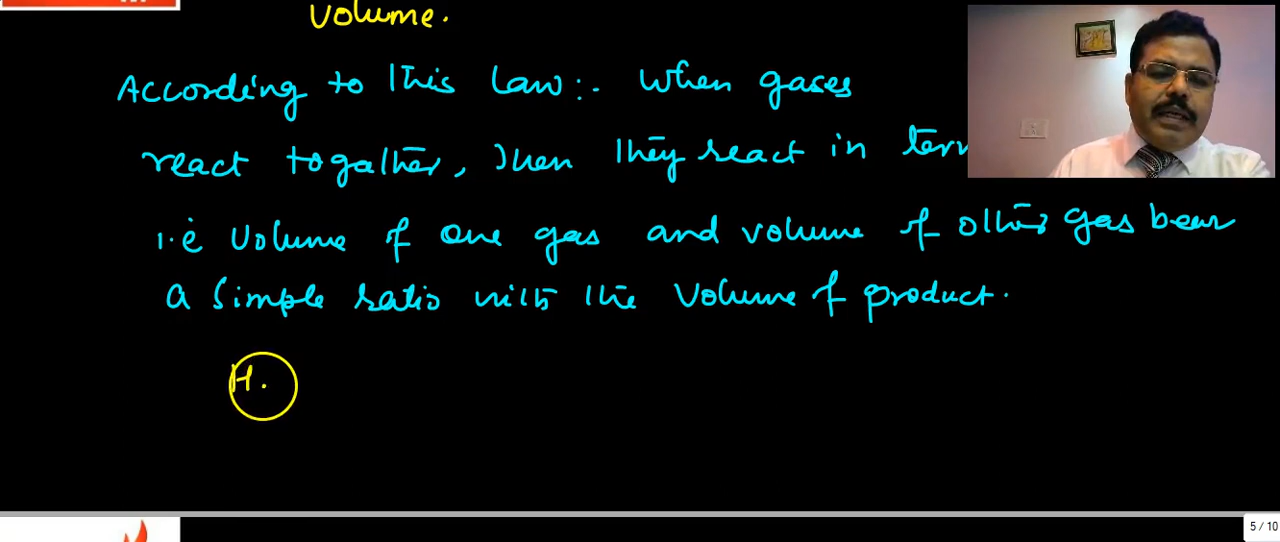 Volume.
According to this Law:- When gases
react togather, then they react in term
i.e Volume of one gas and volume of other gas bear
a simple ratio with the Volume of product.
H.
5 / 10